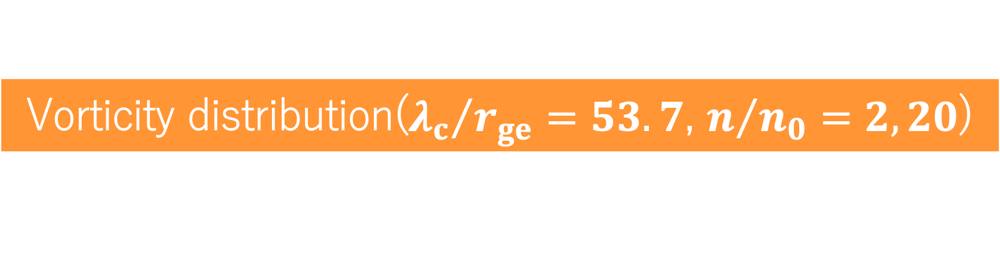 Vorticity distribution(λc/rge = 53.7, n/n0 = 2, 20)